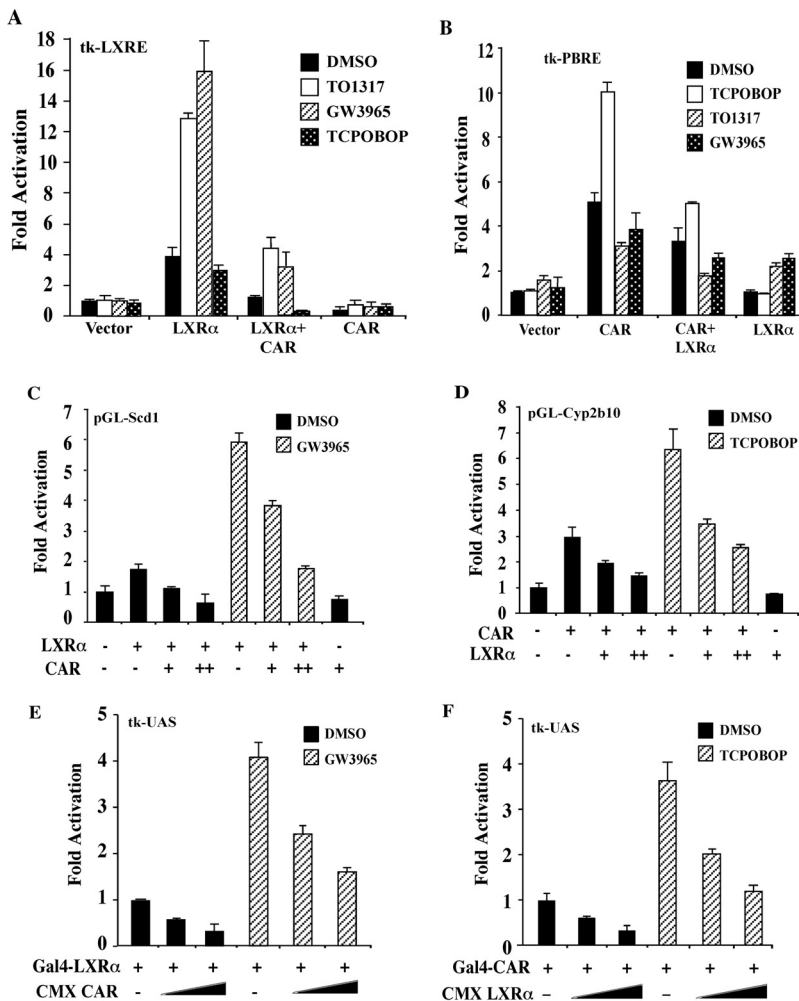 A
tk-LXRE
DMSO
TO1317
GW3965
TCPOBOP
Fold Activation
18
16
14
12
10
8
6
4
2
0
Vector LXRα LXRα+ CAR
CAR
B
tk-PBRE
DMSO
TCPOBOP
TO1317
GW3965
Fold Activation
12
10
8
6
4
2
0
Vector CAR CAR+ LXRα
LXRα
C
pGL-Scd1
DMSO
GW3965
Fold Activation
7
6
5
4
3
2
1
0
LXRα - + + + - + + -
CAR + ++ + ++ +
D
pGL-Cyp2b10
DMSO
TCPOBOP
Fold Activation
8
7
6
5
4
3
2
1
0
CAR - + + + + + + -
LXRα - - + ++ - + ++ +
E
tk-UAS
DMSO
GW3965
Fold Activation
5
4
3
2
1
0
Gal4-LXRα + + + + + +
CMX CAR - -
F
tk-UAS
DMSO
TCPOBOP
Fold Activation
5
4
3
2
1
0
Gal4-CAR + + + + + +
CMX LXRα – –